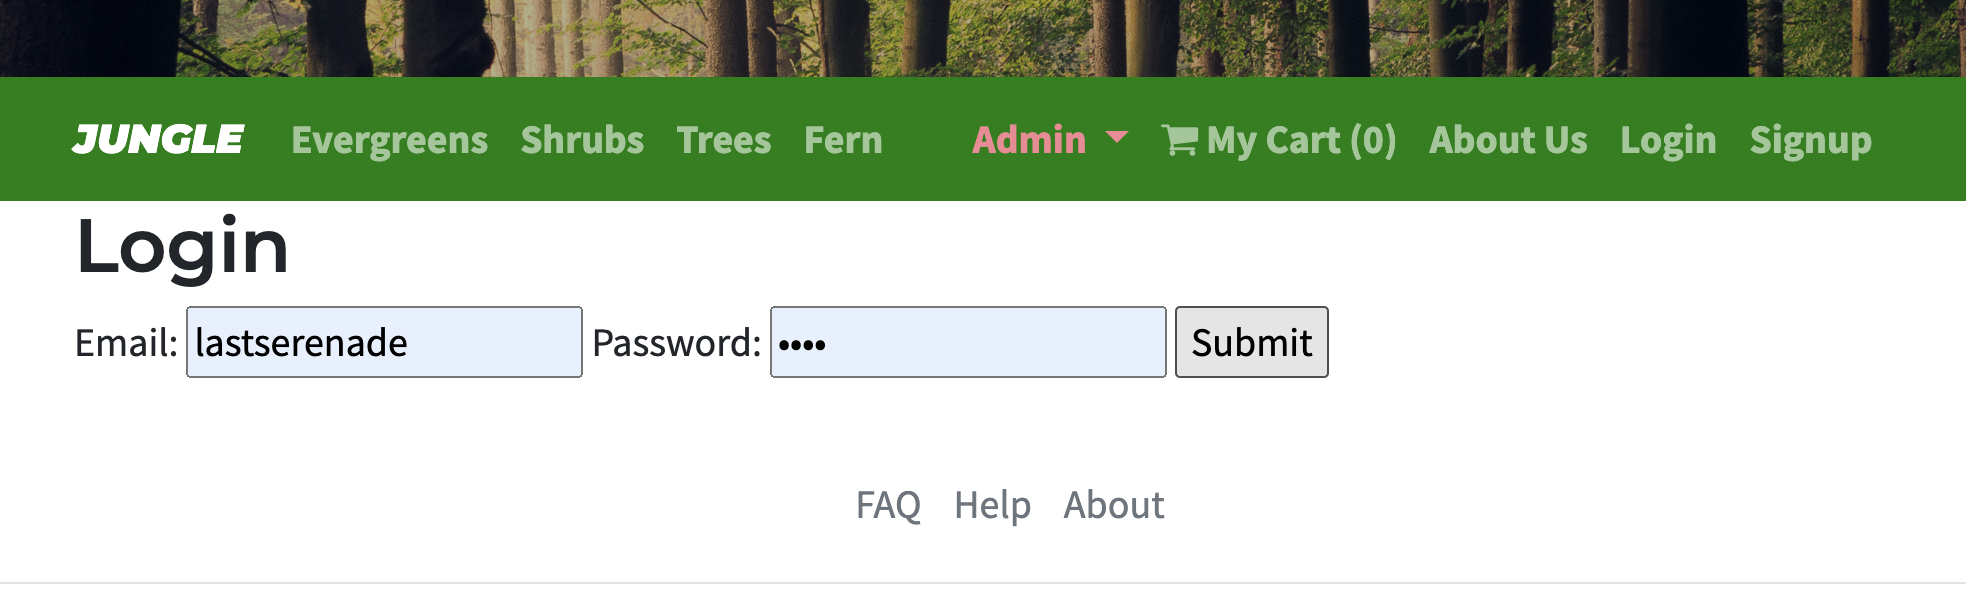 JUNGLE Evergreens Shrubs Trees Fern Admin My Cart (0) About Us Login Signup
Login
Email: lastserenade Password: •••• Submit
FAQ Help About